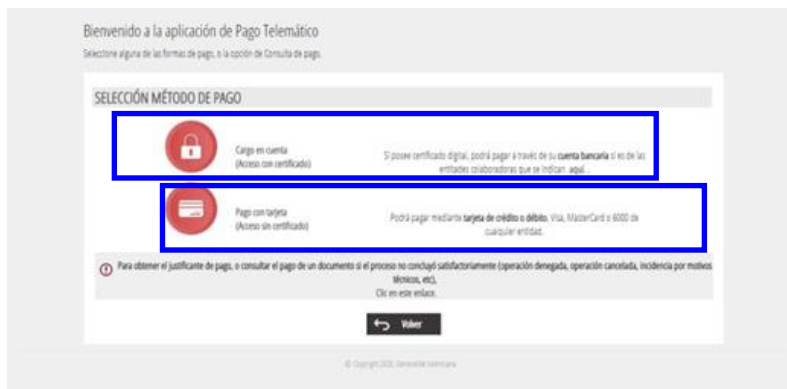 Bienvenido a la aplicación de Pago Telemático
Seleccione alguna de las formas de pago, o la opción de Consulta de pago.
SELECCIÓN MÉTODO DE PAGO
Cargo en cuenta
(Acceso con certificado)
Si posee certificado digital, podrá pagar a través de su cuenta bancaria si es de las
entidades colaboradoras que se indican aquí.
Pago con tarjeta
(Acceso sin certificado)
Podrá pagar mediante tarjeta de crédito o débito, Visa, MasterCard o 6000 de
cualquier entidad.
Para obtener el justificante de pago, o consultar el pago de un documento si el proceso no concluyó satisfactoriamente (operación denegada, operación cancelada, incidencia por motivos
técnicos, etc),
Clic en este enlace.
Volver
© Copyright 2020, Generalitat Valenciana